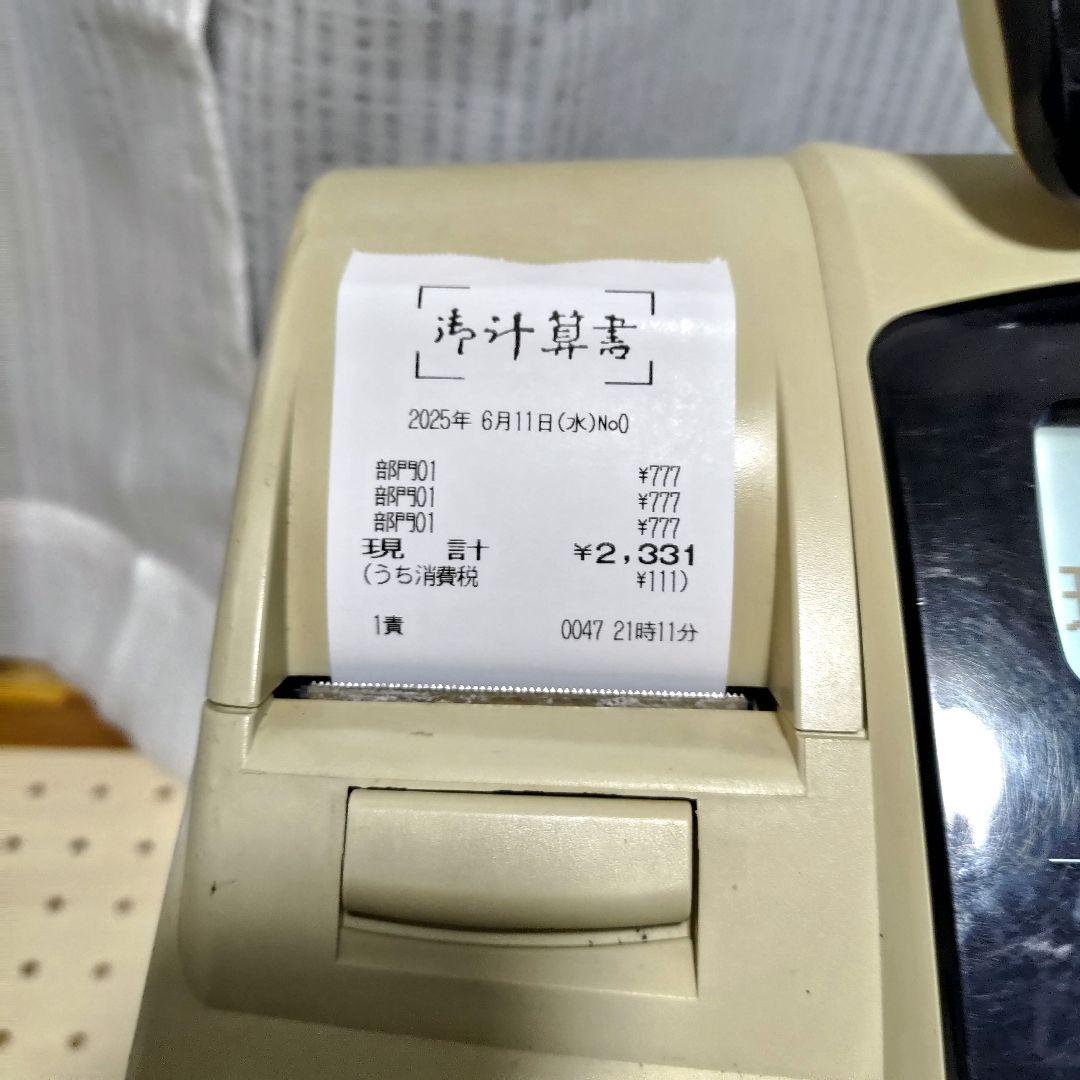 御計算書
2025年 6月11日(水)No0
部門01 ¥777
部門01 ¥777
部門01 ¥777
現 計 ¥2,331
(うち消費税 ¥111)
1責 0047 21時11分